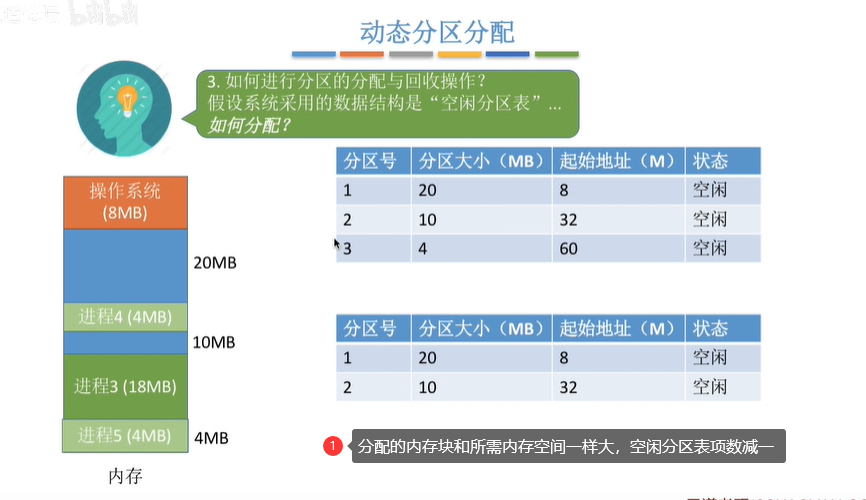 bilibili
动态分区分配
3. 如何进行分区的分配与回收操作？
假设系统采用的数据结构是“空闲分区表”...
如何分配？
分区号 分区大小（MB） 起始地址（M） 状态
1 20 8 空闲
2 10 32 空闲
3 4 60 空闲
操作系统
(8MB)
20MB
进程4 (4MB)
10MB
进程3 (18MB)
进程5 (4MB)
4MB
内存
分区号 分区大小（MB） 起始地址（M） 状态
1 20 8 空闲
2 10 32 空闲
1 分配的内存块和所需内存空间一样大，空闲分区表项数减一